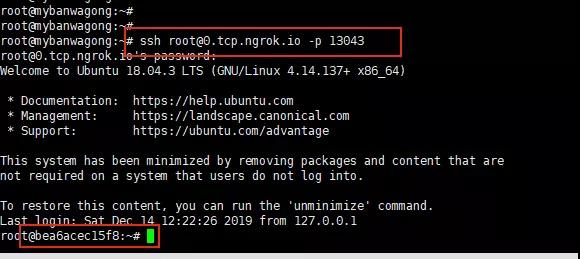 root@mybanwagong:~#
root@mybanwagong:~#
root@mybanwagong:~# ssh root@0.tcp.ngrok.io -p 13043
root@0.tcp.ngrok.io's password:
Welcome to Ubuntu 18.04.3 LTS (GNU/Linux 4.14.137+ x86_64)
* Documentation: https://help.ubuntu.com
* Management: https://landscape.canonical.com
* Support: https://ubuntu.com/advantage
This system has been minimized by removing packages and content that are
not required on a system that users do not log into.
To restore this content, you can run the 'unminimize' command.
Last login: Sat Dec 14 12:22:26 2019 from 127.0.0.1
root@bea6acec15f8:~#